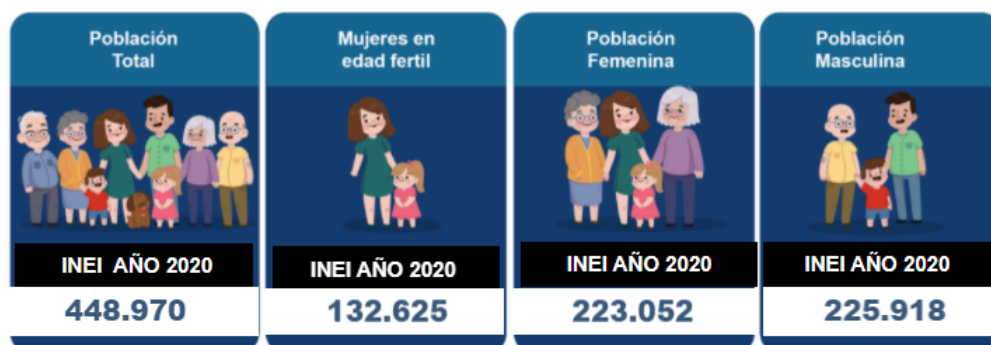 Población
Total
INEI AÑO 2020
448.970
Mujeres en
edad fertil
INEI AÑO 2020
132.625
Población
Femenina
INEI AÑO 2020
223.052
Población
Masculina
INEI AÑO 2020
225.918